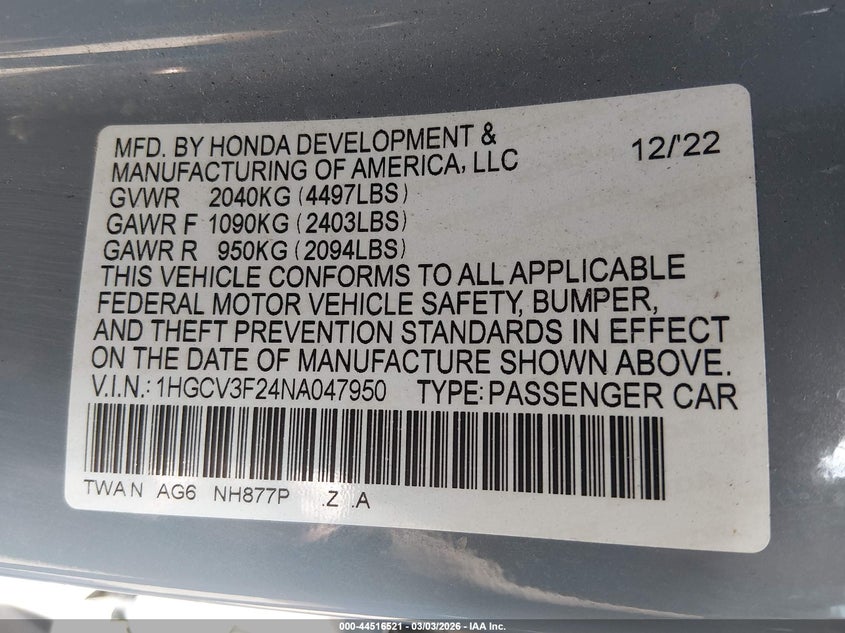 MFD. BY HONDA DEVELOPMENT &
MANUFACTURING OF AMERICA, LLC 12/'22
GVWR 2040KG (4497LBS)
GAWR F 1090KG (2403LBS)
GAWR R 950KG (2094LBS)
THIS VEHICLE CONFORMS TO ALL APPLICABLE
FEDERAL MOTOR VEHICLE SAFETY, BUMPER,
AND THEFT PREVENTION STANDARDS IN EFFECT
ON THE DATE OF MANUFACTURE SHOWN ABOVE.
V.I.N.: 1HGCV3F24NA047950 TYPE: PASSENGER CAR
TWAN AG6 NH877P .Z .A
000-44516521 - 03/03/2026 - IAA Inc.